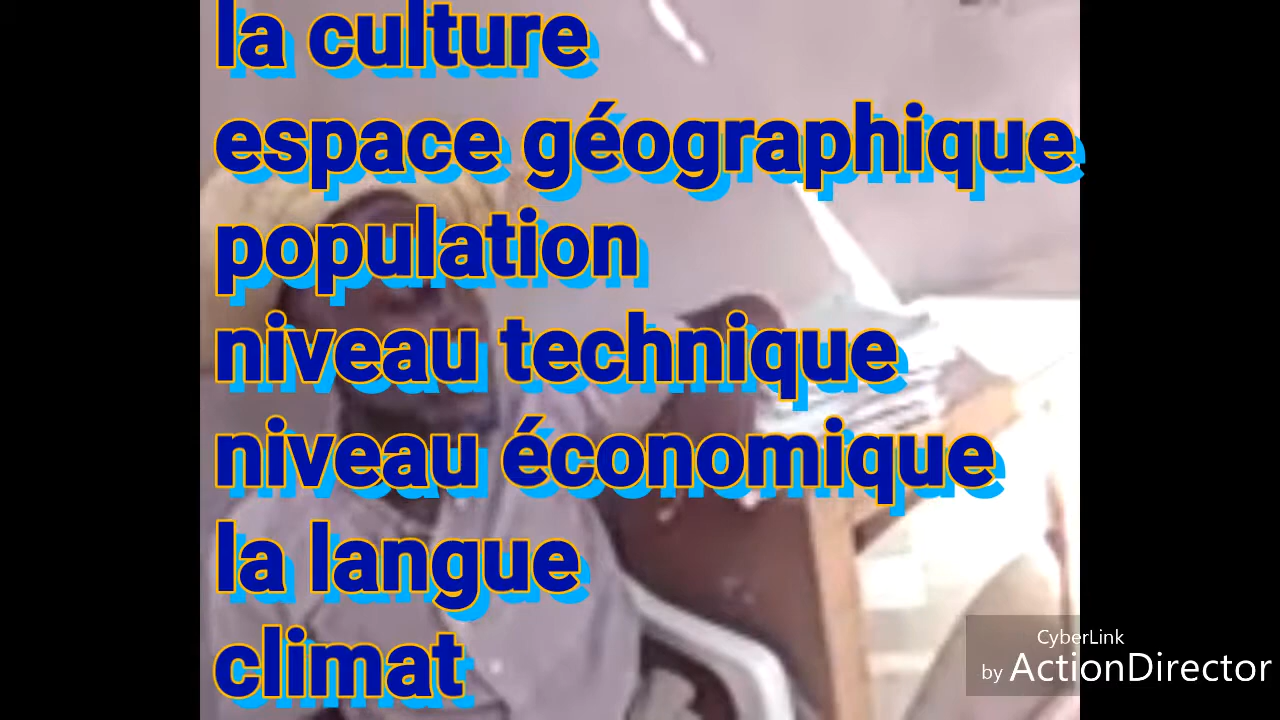 la culture
espace géographique
population
niveau technique
niveau économique
la langue
climat
CyberLink
by ActionDirector